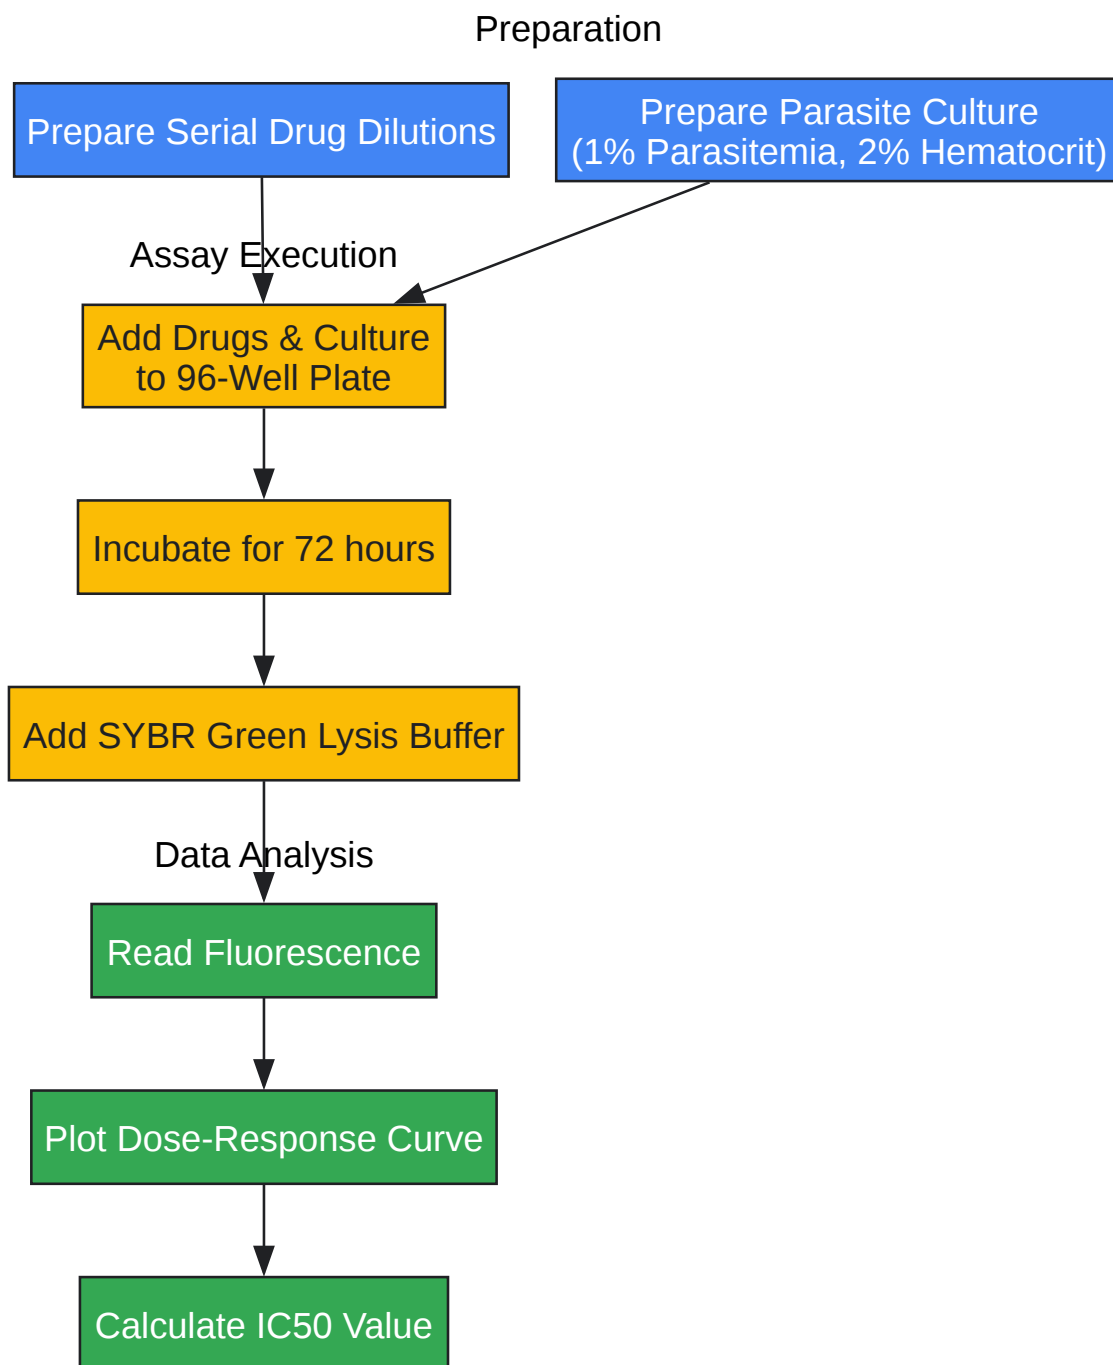 Preparation
Prepare Serial Drug Dilutions
Prepare Parasite Culture
(1% Parasitemia, 2% Hematocrit)
Assay Execution
Add Drugs & Culture
to 96-Well Plate
Incubate for 72 hours
Add SYBR Green Lysis Buffer
Data Analysis
Read Fluorescence
Plot Dose-Response Curve
Calculate IC50 Value